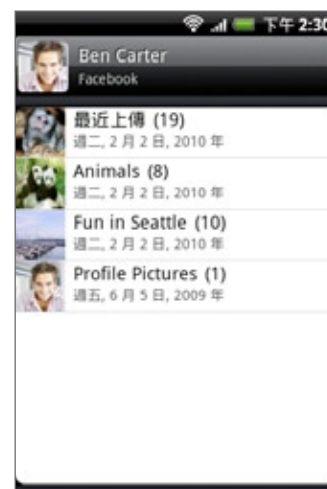 下午 2:30
Ben Carter
Facebook
最近上傳 (19)
週二, 2 月 2 日, 2010 年
Animals (8)
週二, 2 月 2 日, 2010 年
Fun in Seattle (10)
週二, 2 月 2 日, 2010 年
Profile Pictures (1)
週五, 6 月 5 日, 2009 年